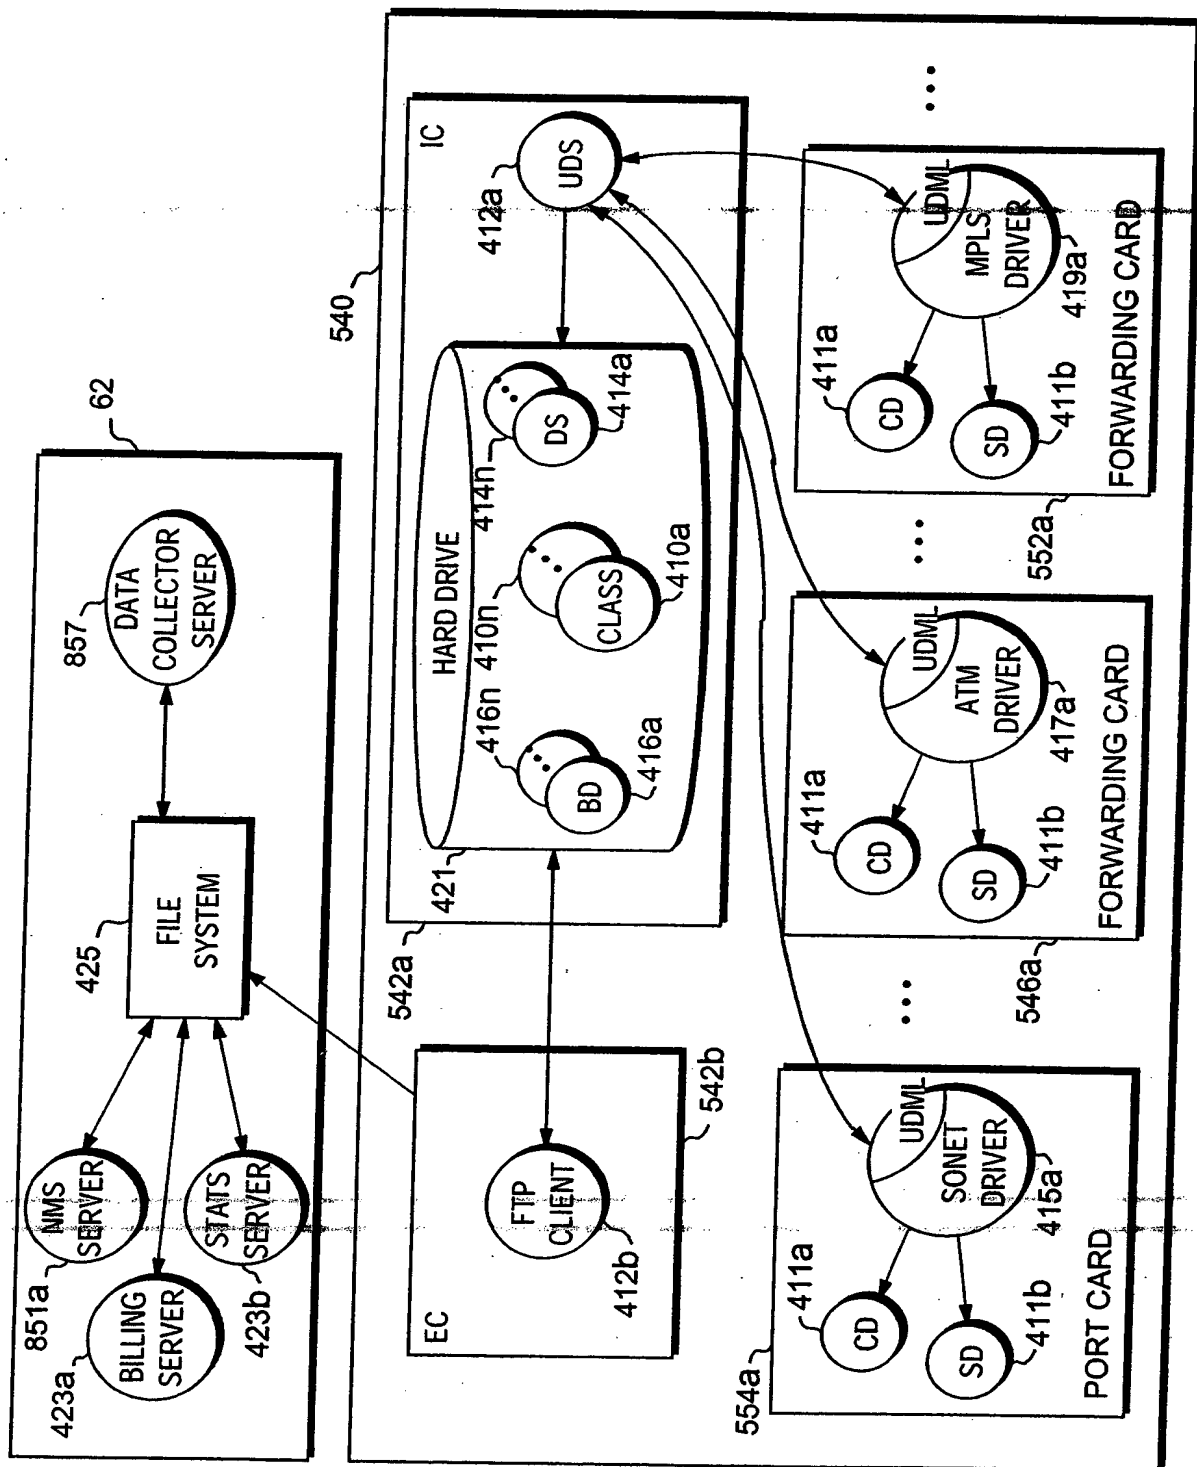 62
857
DATA
COLLECTOR
SERVER
425
FILE
SYSTEM
NMS
SERVER
851a
BILLING
SERVER
423a
STATS
SERVER
423b
540
IC
UDS
412a
HARD DRIVE
421
414n
DS
414a
410n
CLASS
410a
416n
BD
416a
542a
EC
FTP
CLIENT
412b
542b
554a
411a
CD
SD
411b
UDML
SONET
DRIVER
415a
PORT CARD
•••
546a
411a
CD
SD
411b
UDML
ATM
DRIVER
417a
FORWARDING CARD
•••
552a
411a
CD
SD
411b
UDML
MPLS
DRIVER
419a
FORWARDING CARD
•••